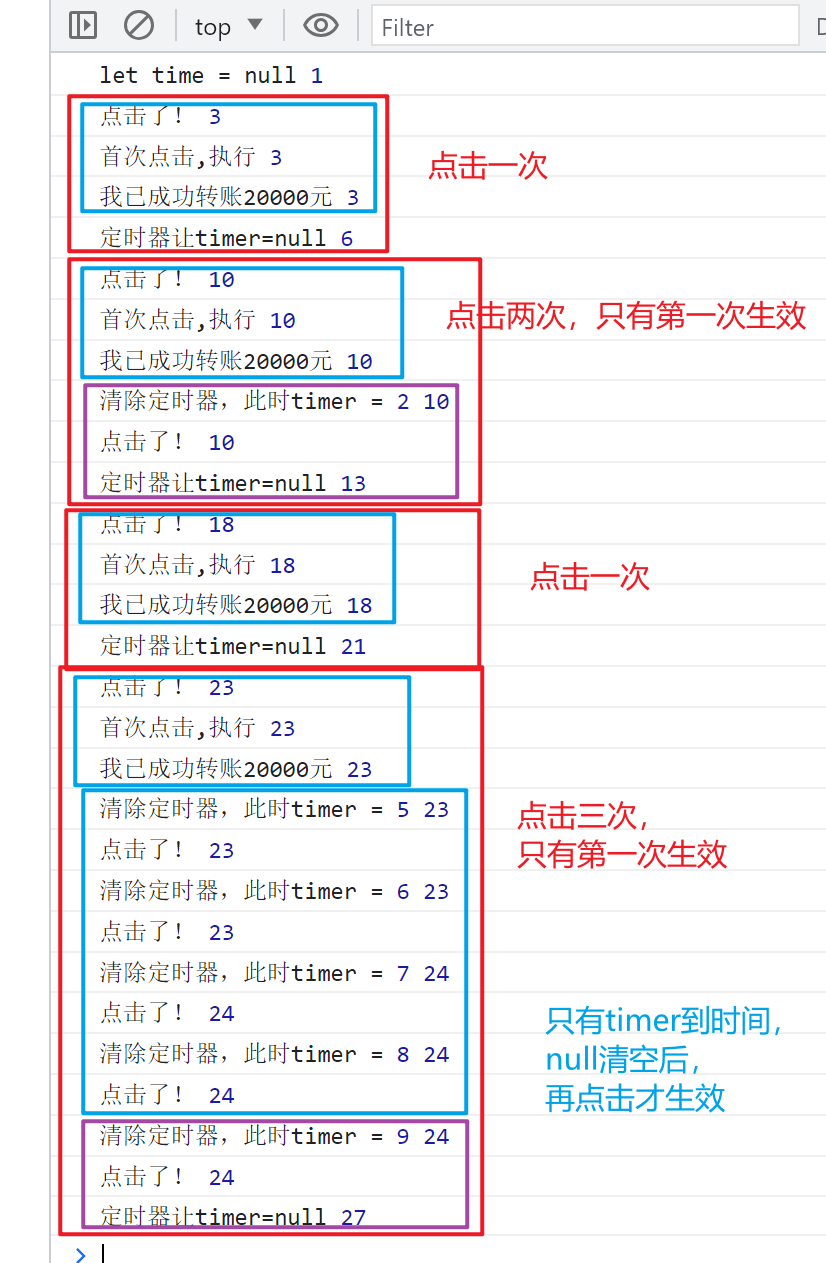 top
Filter
let time = null 1
点击了! 3
首次点击,执行 3
点击一次
我已成功转账20000元 3
定时器让timer=null 6
点击了! 10
首次点击,执行 10
点击两次，只有第一次生效
我已成功转账20000元 10
清除定时器，此时timer = 2 10
点击了! 10
定时器让timer=null 13
点击了! 18
首次点击,执行 18
点击一次
我已成功转账20000元 18
定时器让timer=null 21
点击了! 23
首次点击,执行 23
我已成功转账20000元 23
清除定时器，此时timer = 5 23
点击三次，
只有第一次生效
点击了! 23
清除定时器，此时timer = 6 23
点击了! 23
清除定时器，此时timer = 7 24
点击了! 24
只有timer到时间，
null清空后，
再点击才生效
清除定时器，此时timer = 8 24
点击了! 24
清除定时器，此时timer = 9 24
点击了! 24
定时器让timer=null 27